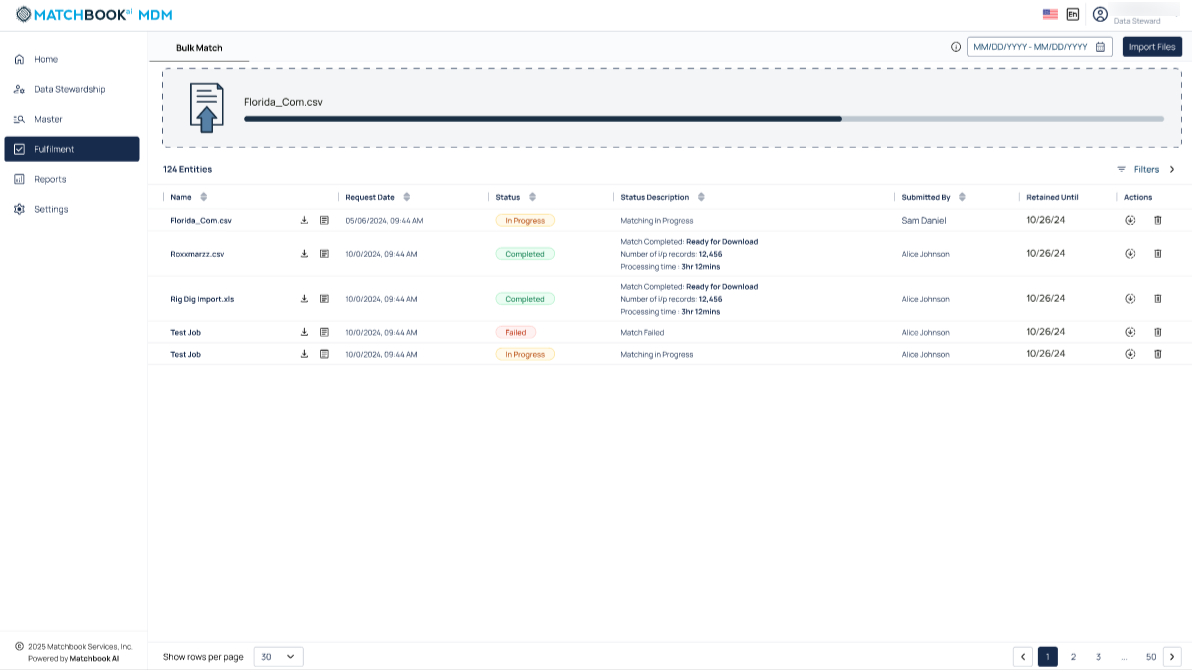 MATCHBOOKai MDM
En
Data Steward
Home
Data Stewardship
Master
Fulfilment
Reports
Settings
Bulk Match
MM/DD/YYYY - MM/DD/YYYY
Import Files
Florida_Com.csv
124 Entities
Filters
Name Request Date Status Status Description Submitted By Retained Until Actions
Florida_Com.csv 05/06/2024, 09:44 AM In Progress Matching in Progress Sam Daniel 10/26/24
Roxxmarzz.csv 10/0/2024, 09:44 AM Completed Match Completed: Ready for Download Alice Johnson 10/26/24
Number of i/p records: 12,456
Processing time : 3hr 12mins
Rig Dig Import.xls 10/0/2024, 09:44 AM Completed Match Completed: Ready for Download Alice Johnson 10/26/24
Number of i/p records: 12,456
Processing time : 3hr 12mins
Test Job 10/0/2024, 09:44 AM Failed Match Failed Alice Johnson 10/26/24
Test Job 10/0/2024, 09:44 AM In Progress Matching in Progress Alice Johnson 10/26/24
© 2025 Matchbook Services, Inc.
Powered by Matchbook AI
Show rows per page 30
1 2 3 ... 50